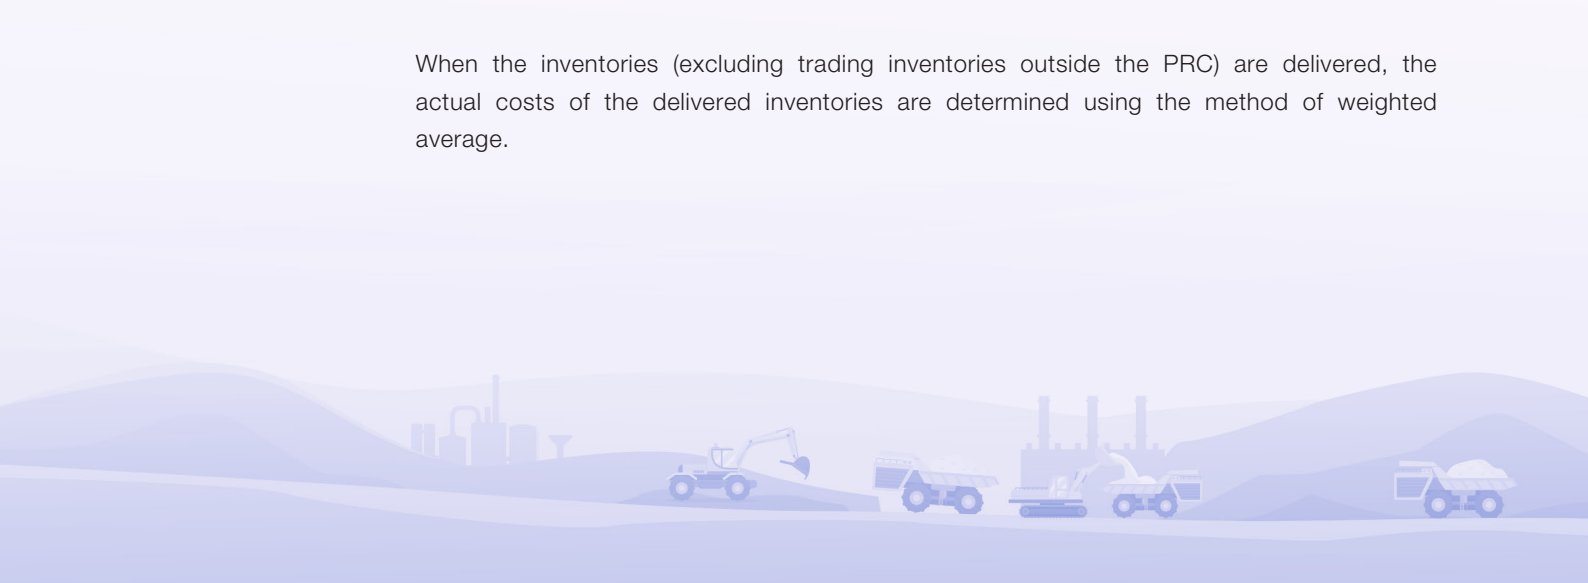 When the inventories (excluding trading inventories outside the PRC) are delivered, the
actual costs of the delivered inventories are determined using the method of weighted
average.